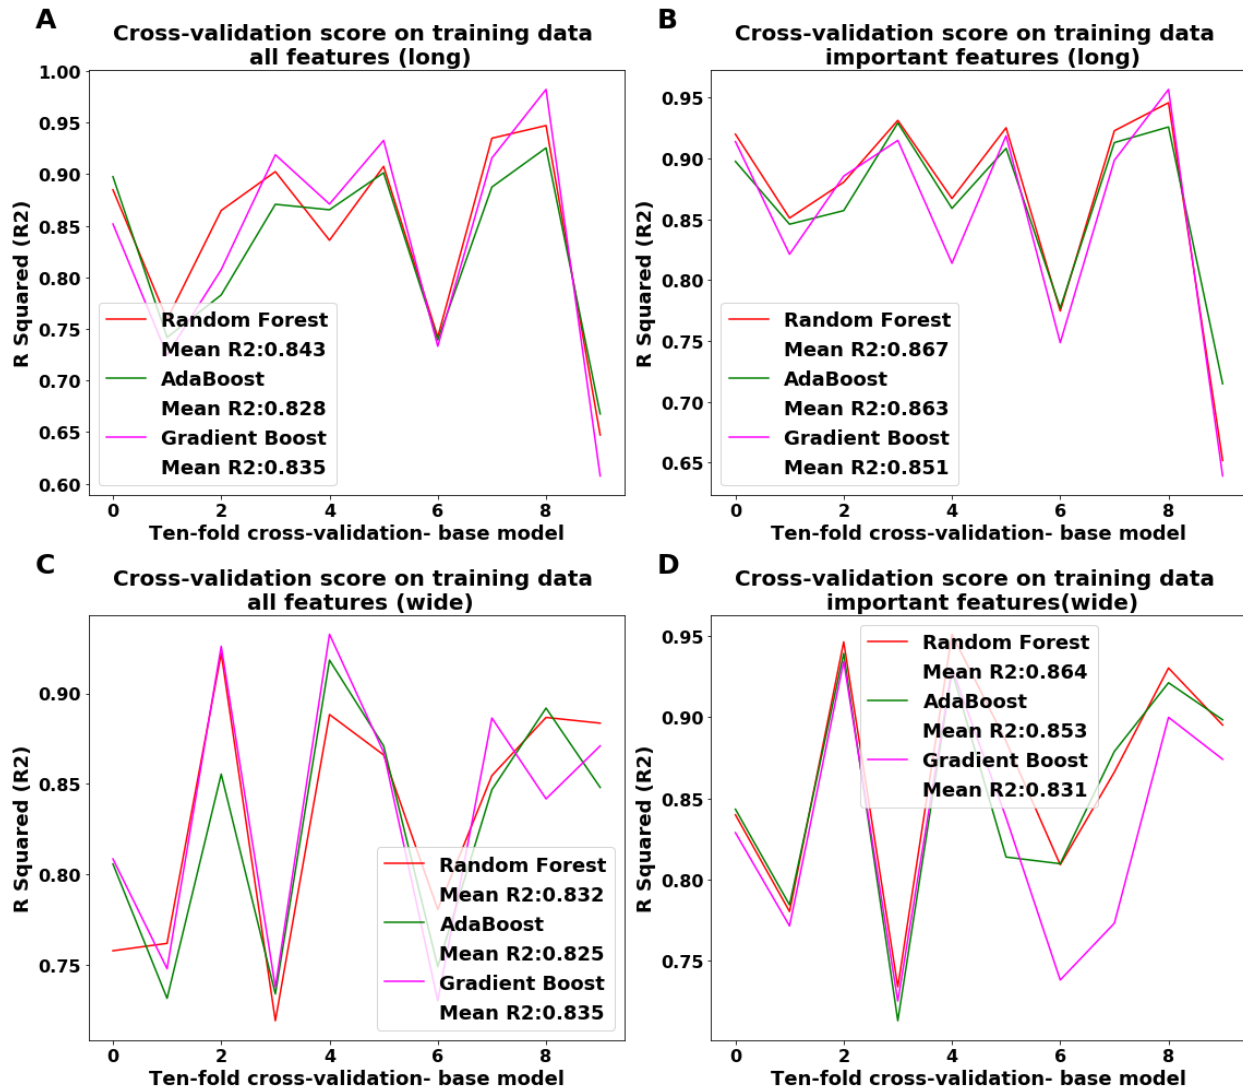 A
Cross-validation score on training data
all features (long)
R Squared (R2)
1.00
0.95
0.90
0.85
0.80
0.75
0.70
0.65
0.60
Random Forest
Mean R2:0.843
AdaBoost
Mean R2:0.828
Gradient Boost
Mean R2:0.835
0 2 4 6 8
Ten-fold cross-validation- base model
B
Cross-validation score on training data
important features (long)
R Squared (R2)
0.95
0.90
0.85
0.80
0.75
0.70
0.65
Random Forest
Mean R2:0.867
AdaBoost
Mean R2:0.863
Gradient Boost
Mean R2:0.851
0 2 4 6 8
Ten-fold cross-validation- base model
C
Cross-validation score on training data
all features (wide)
R Squared (R2)
0.90
0.85
0.80
0.75
Random Forest
Mean R2:0.832
AdaBoost
Mean R2:0.825
Gradient Boost
Mean R2:0.835
0 2 4 6 8
Ten-fold cross-validation- base model
D
Cross-validation score on training data
important features(wide)
R Squared (R2)
0.95
0.90
0.85
0.80
0.75
Random Forest
Mean R2:0.864
AdaBoost
Mean R2:0.853
Gradient Boost
Mean R2:0.831
0 2 4 6 8
Ten-fold cross-validation- base model